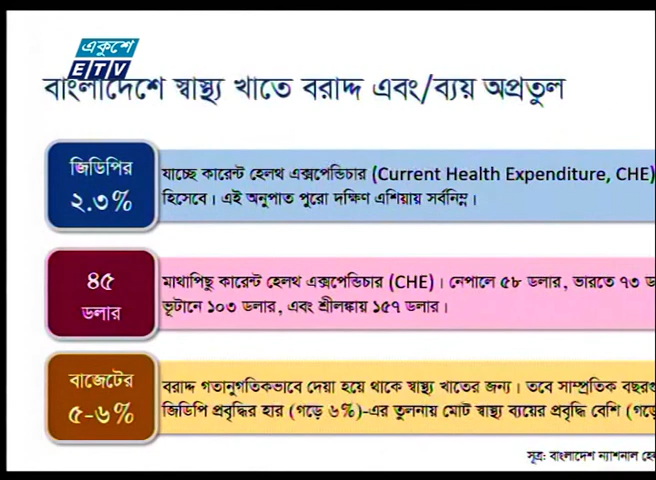 একুশে
ETV
বাংলাদেশে স্বাস্থ্য খাতে বরাদ্দ এবং/ব্যয় অপ্রতুল
জিডিপির
২.৩%
যাচ্ছে কারেন্ট হেলথ এক্সপেন্ডিচার (Current Health Expenditure, CHE)
হিসেবে। এই অনুপাত পুরো দক্ষিণ এশিয়ায় সর্বনিম্ন।
৪৫
ডলার
মাথাপিছু কারেন্ট হেলথ এক্সপেন্ডিচার (CHE)। নেপালে ৫৮ ডলার, ভারতে ৭৩
ভূটানে ১০৩ ডলার, এবং শ্রীলঙ্কায় ১৫৭ ডলার।
বাজেটের
৫-৬%
বরাদ্দ গতানুগতিকভাবে দেয়া হয়ে থাকে স্বাস্থ্য খাতের জন্য। তবে সাম্প্রতিক
জিডিপি প্রবৃদ্ধির হার (গড়ে ৬%)-এর তুলনায় মোট স্বাস্থ্য ব্যয়ের প্রবৃদ্ধি বেশি
সূত্র: বাংলাদেশ ন্যাশনাল